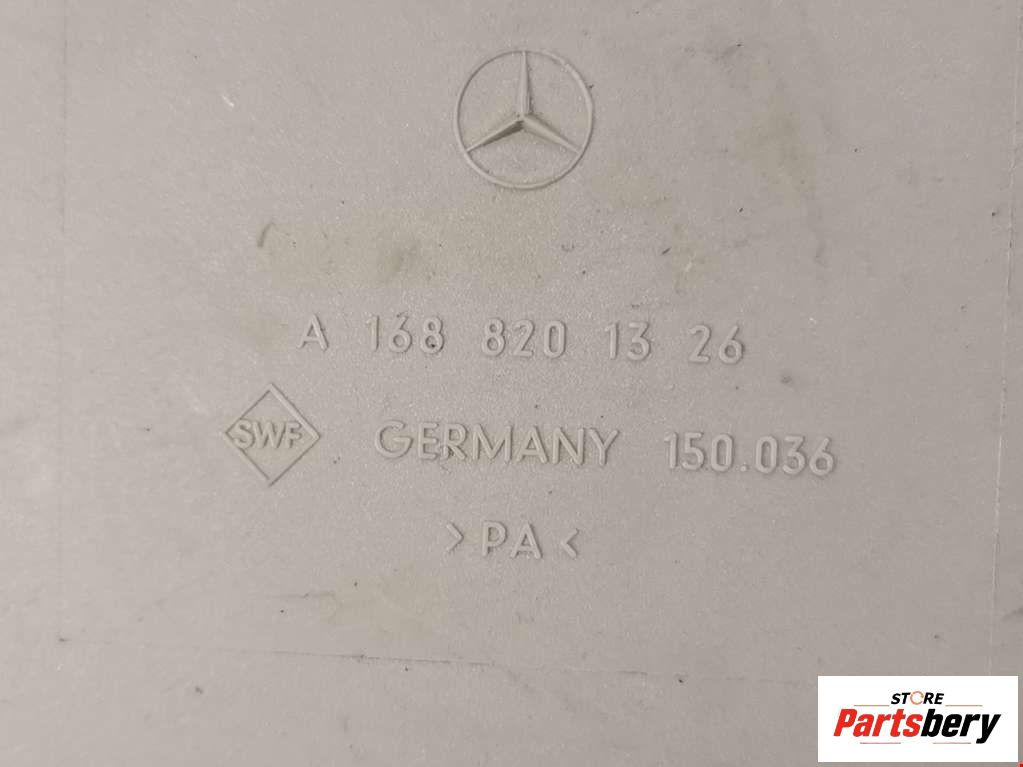 A 168 820 13 26
SWF GERMANY 150.036
>PA<
STORE
Partsbery